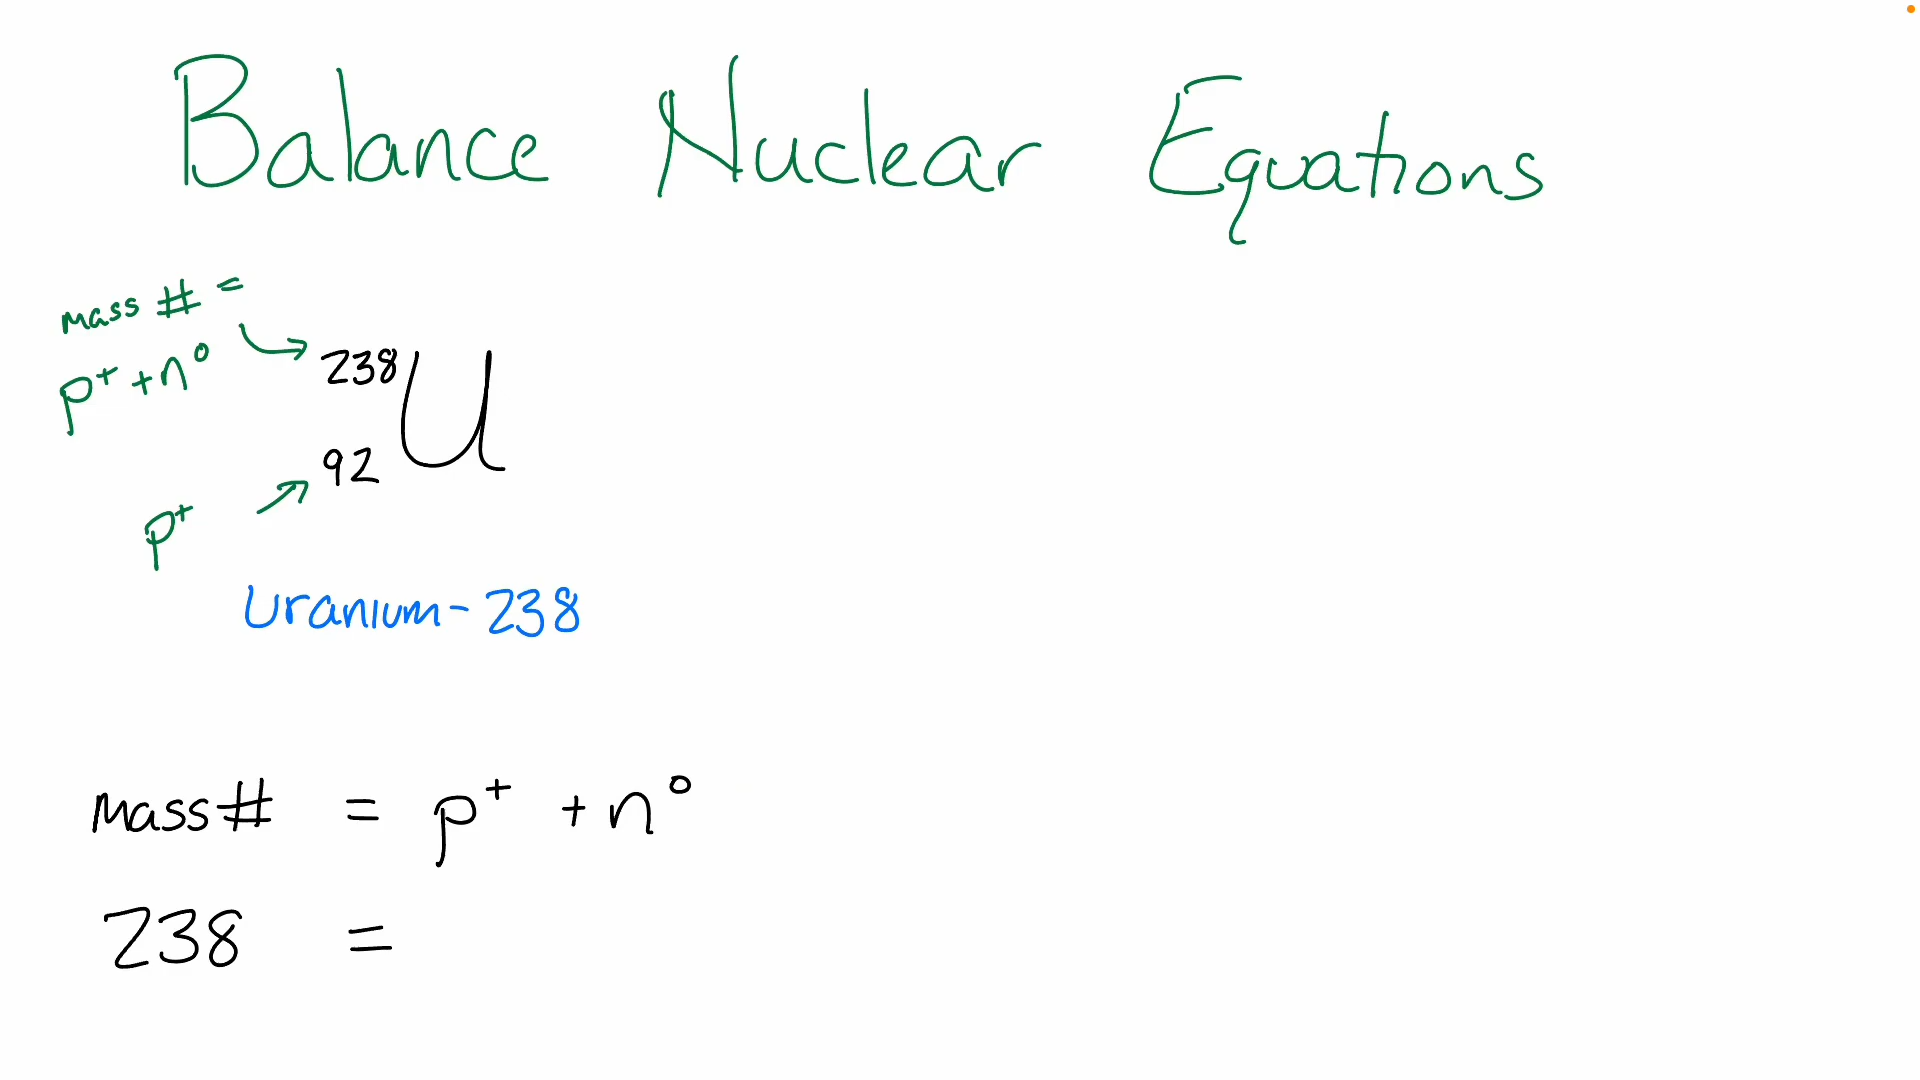 Balance Nuclear Equations
mass # =
p⁺ + n⁰
238
U
92
p⁺
Uranium - 238
mass # = p⁺ + n⁰
238 =